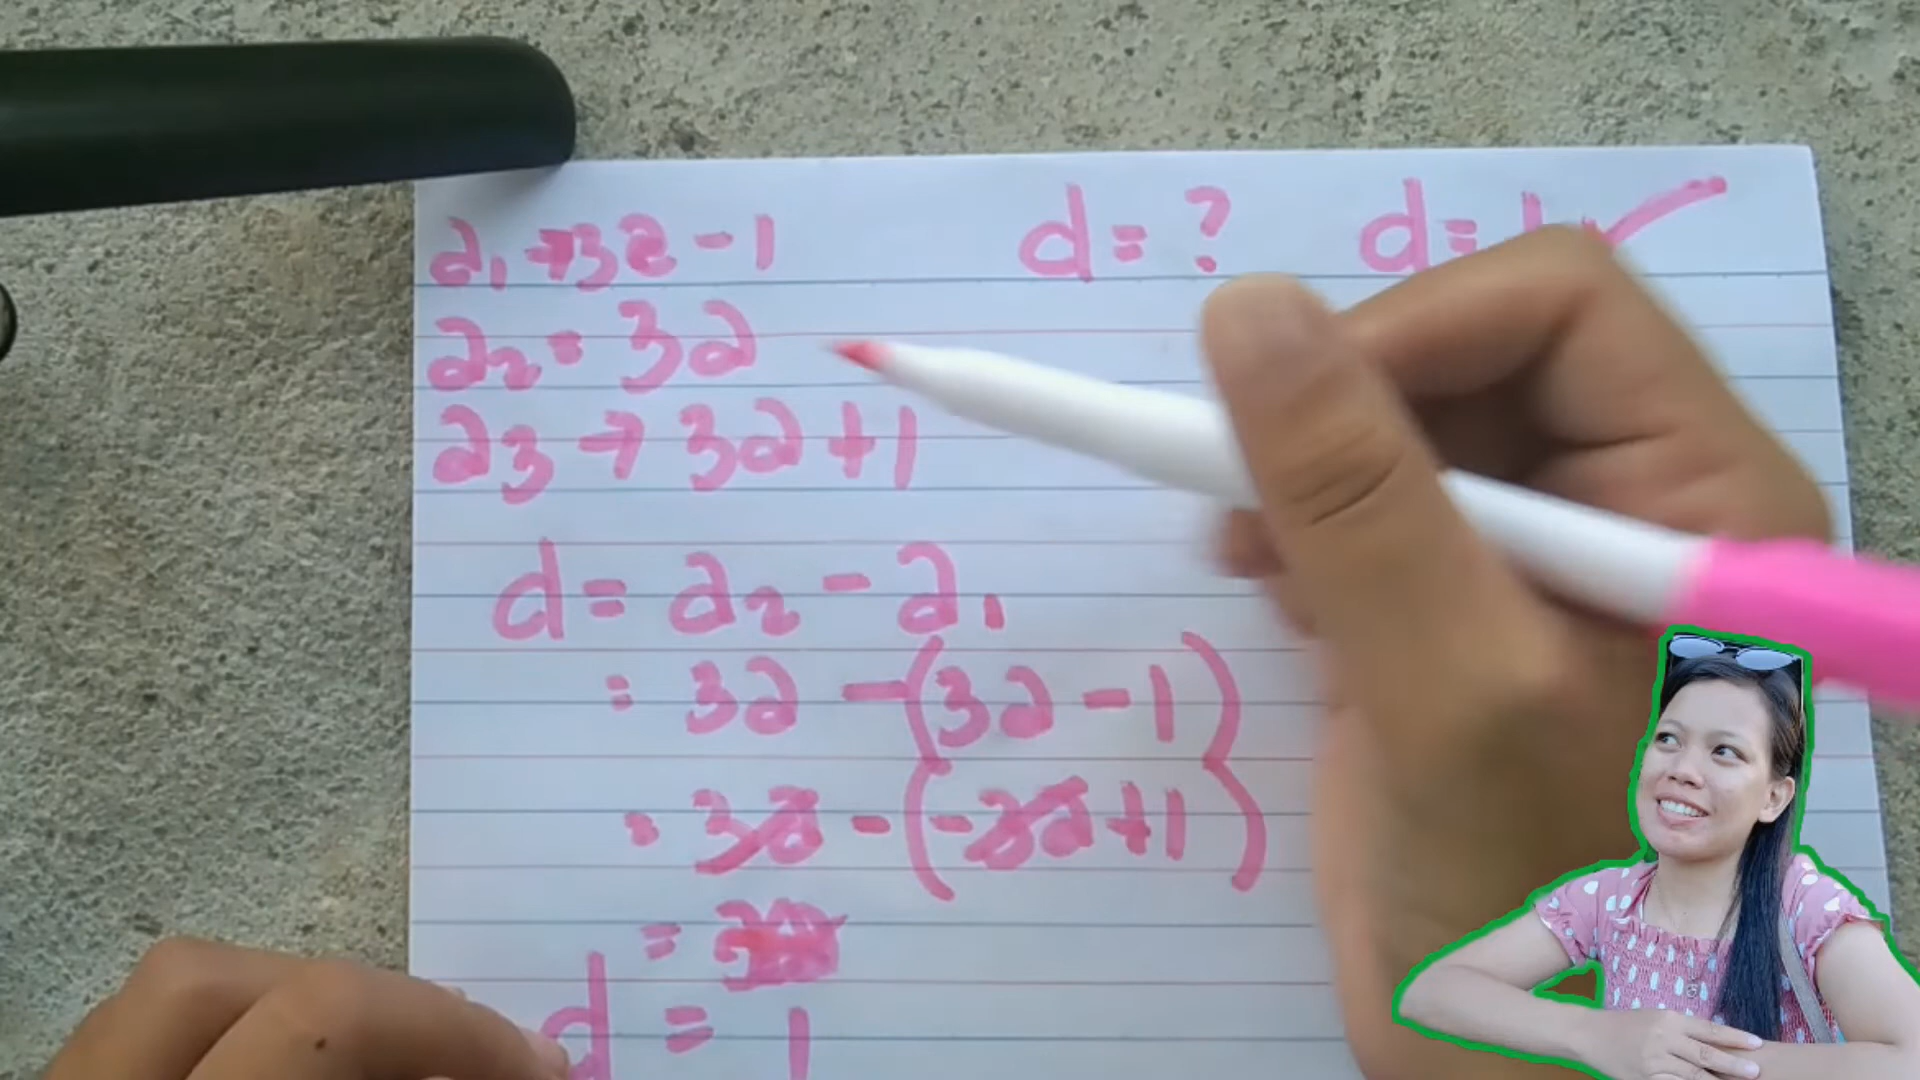 a₁ → 3a - 1
d = ? d = 1
a₂ = 3a
a₃ → 3a + 1
d = a₂ - a₁
= 3a - (3a - 1)
= 3a - (-3a + 1)
=
d = 1